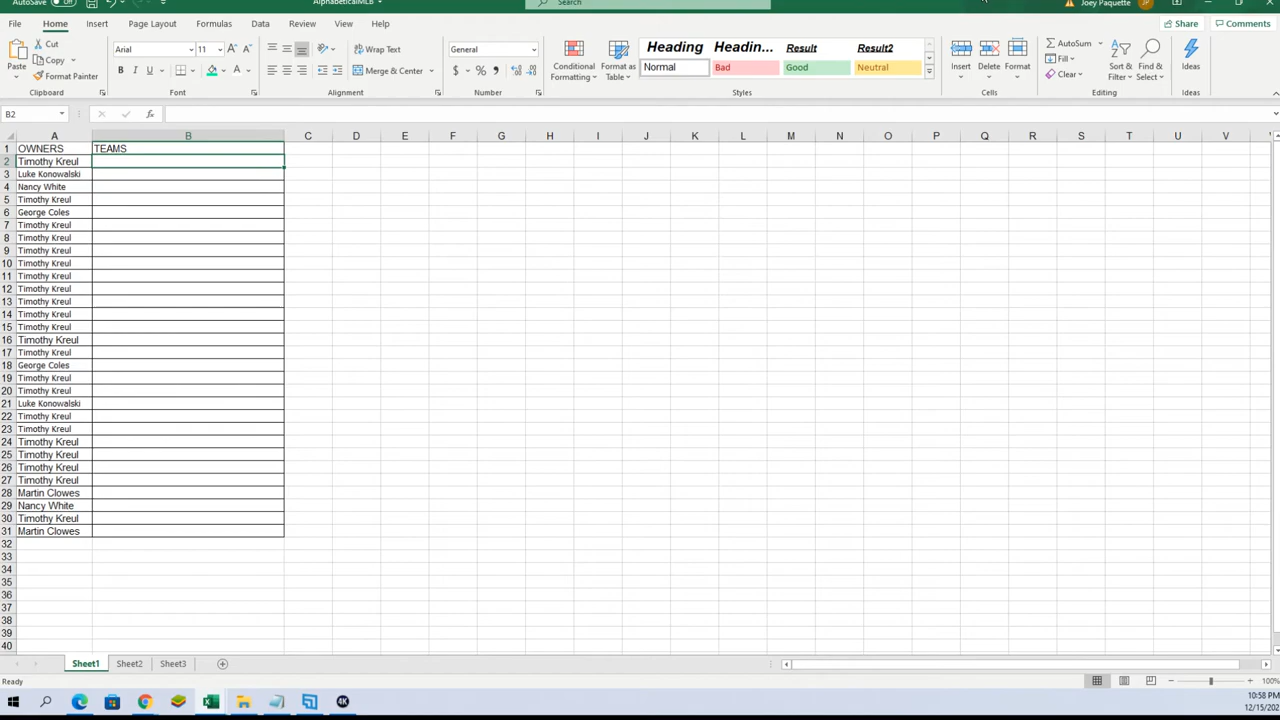 AutoSave Off AlphabeticalMLB Search Joey Paquette JP
File Home Insert Page Layout Formulas Data Review View Help Share Comments
Paste Cut Copy Format Painter Clipboard
Arial 11 A A B I U A Font
Wrap Text Merge & Center Alignment
General $ % , Number
Conditional Formatting Format as Table
Heading Headin... Result Result2
Normal Bad Good Neutral
Styles
Insert Delete Format Cells
AutoSum Fill Clear Sort & Filter Find & Select Editing
Ideas Ideas
B2 fx
A B C D E F G H I J K L M N O P Q R S T U V
1 OWNERS TEAMS
2 Timothy Kreul
3 Luke Konowalski
4 Nancy White
5 Timothy Kreul
6 George Coles
7 Timothy Kreul
8 Timothy Kreul
9 Timothy Kreul
10 Timothy Kreul
11 Timothy Kreul
12 Timothy Kreul
13 Timothy Kreul
14 Timothy Kreul
15 Timothy Kreul
16 Timothy Kreul
17 Timothy Kreul
18 George Coles
19 Timothy Kreul
20 Timothy Kreul
21 Luke Konowalski
22 Timothy Kreul
23 Timothy Kreul
24 Timothy Kreul
25 Timothy Kreul
26 Timothy Kreul
27 Timothy Kreul
28 Martin Clowes
29 Nancy White
30 Timothy Kreul
31 Martin Clowes
32
33
34
35
36
37
38
39
40
Sheet1 Sheet2 Sheet3
Ready 100%
4K 10:58 PM
12/15/202